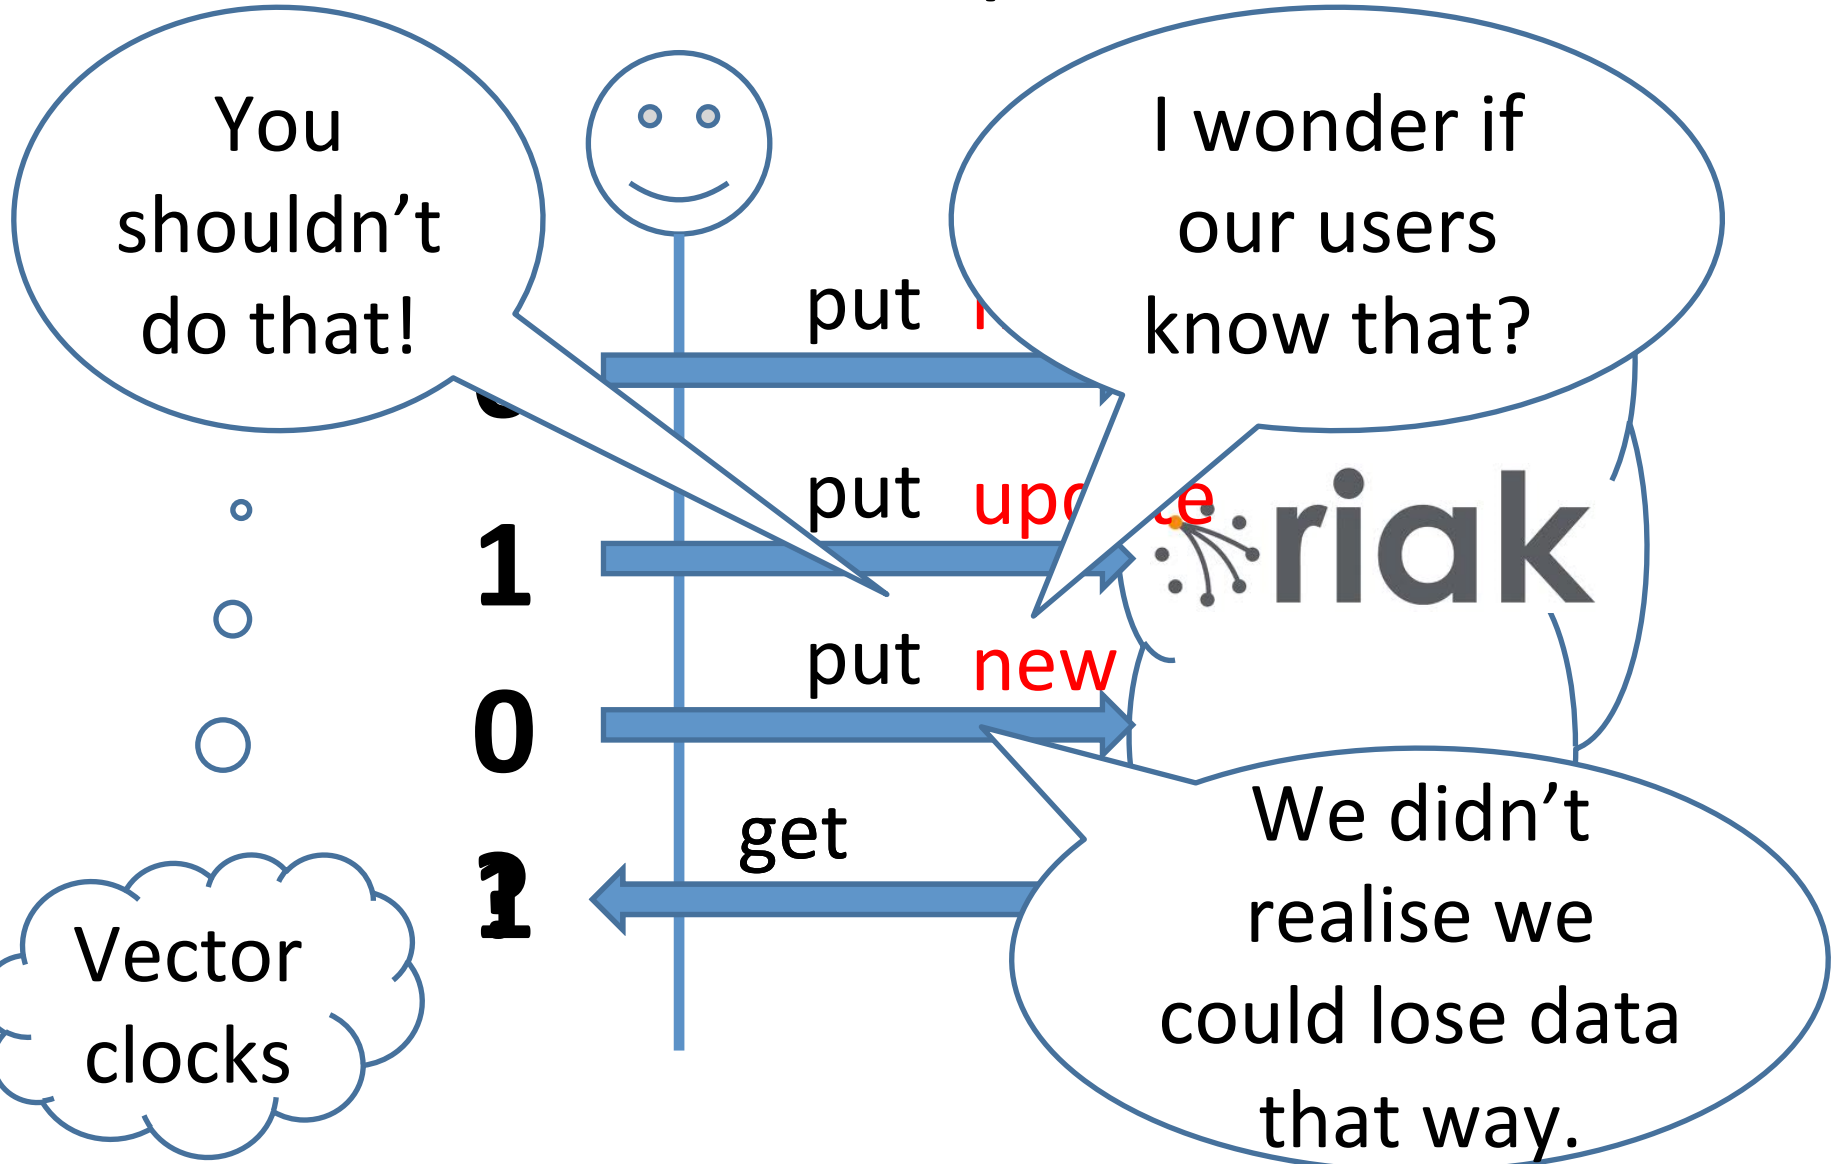 You
shouldn't
do that!
I wonder if
our users
know that?
put
put
riak
1
put new
0
get
We didn't
realise we
could lose data
that way.
Vector
clocks